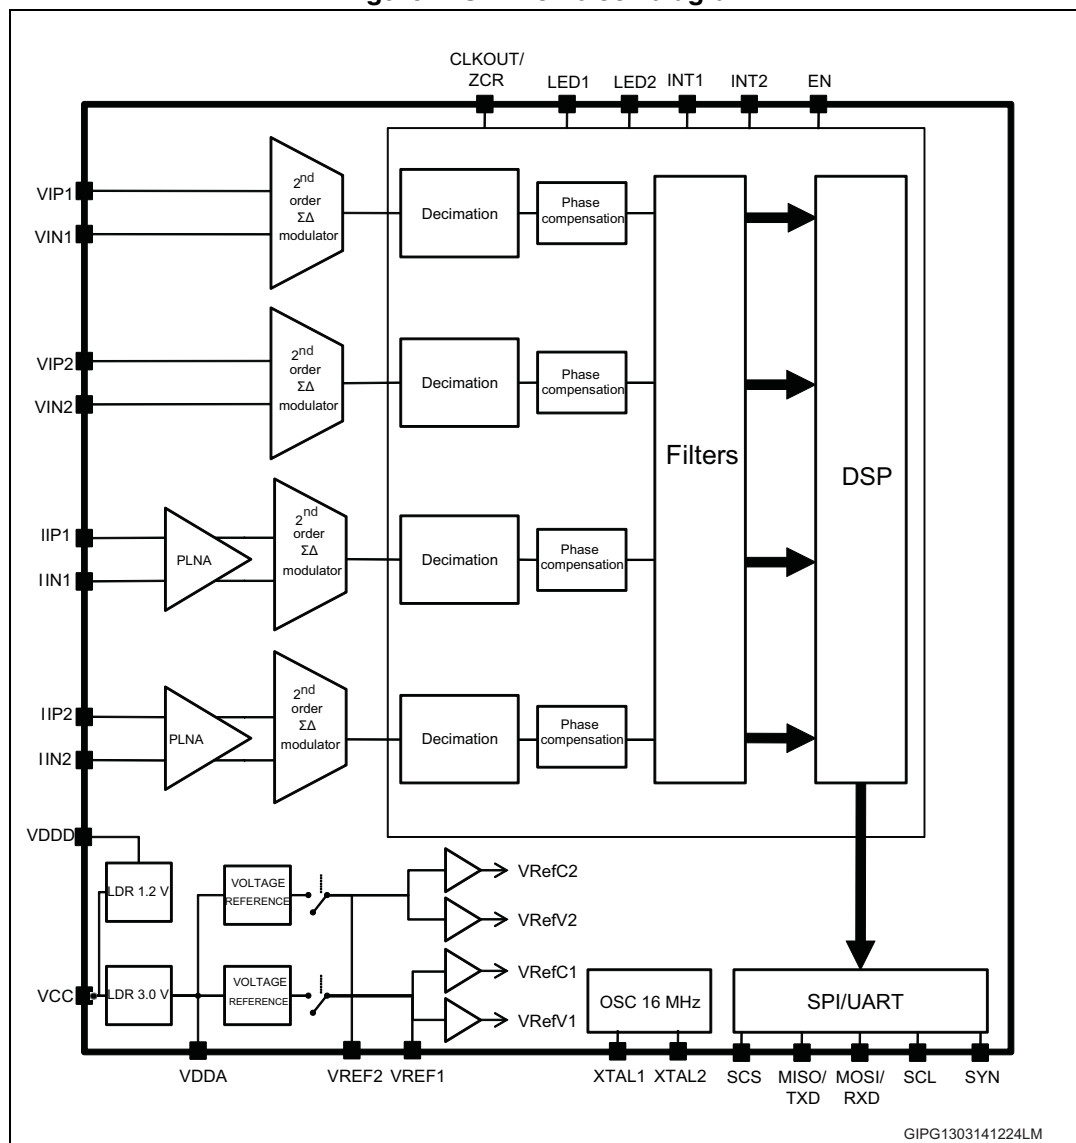 CLKOUT/
ZCR
LED1
LED2
INT1
INT2
EN
VIP1
VIN1
2nd
order
ΣΔ
modulator
Decimation
Phase
compensation
VIP2
VIN2
2nd
order
ΣΔ
modulator
Decimation
Phase
compensation
Filters
DSP
IIP1
IIN1
PLNA
2nd
order
ΣΔ
modulator
Decimation
Phase
compensation
IIP2
IIN2
PLNA
2nd
order
ΣΔ
modulator
Decimation
Phase
compensation
VDDD
LDR 1.2 V
VOLTAGE
REFERENCE
VRefC2
VRefV2
VCC
LDR 3.0 V
VOLTAGE
REFERENCE
VRefC1
VRefV1
OSC 16 MHz
SPI/UART
VDDA
VREF2
VREF1
XTAL1
XTAL2
SCS
MISO/
TXD
MOSI/
RXD
SCL
SYN
GIPG1303141224LM